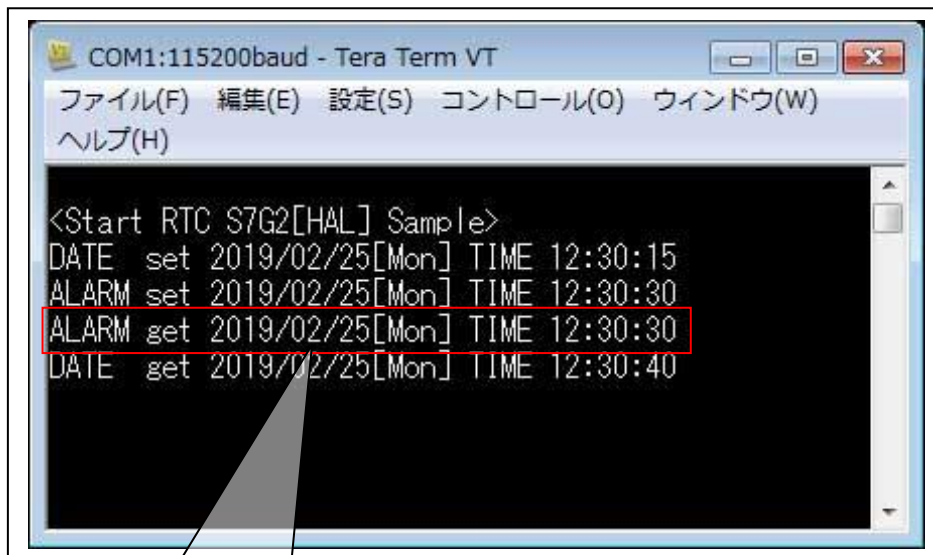 COM1:115200baud - Tera Term VT
ファイル(F) 編集(E) 設定(S) コントロール(O) ウィンドウ(W)
ヘルプ(H)
<Start RTC S7G2[HAL] Sample>
DATE  set 2019/02/25[Mon] TIME 12:30:15
ALARM set 2019/02/25[Mon] TIME 12:30:30
ALARM get 2019/02/25[Mon] TIME 12:30:30
DATE  get 2019/02/25[Mon] TIME 12:30:40